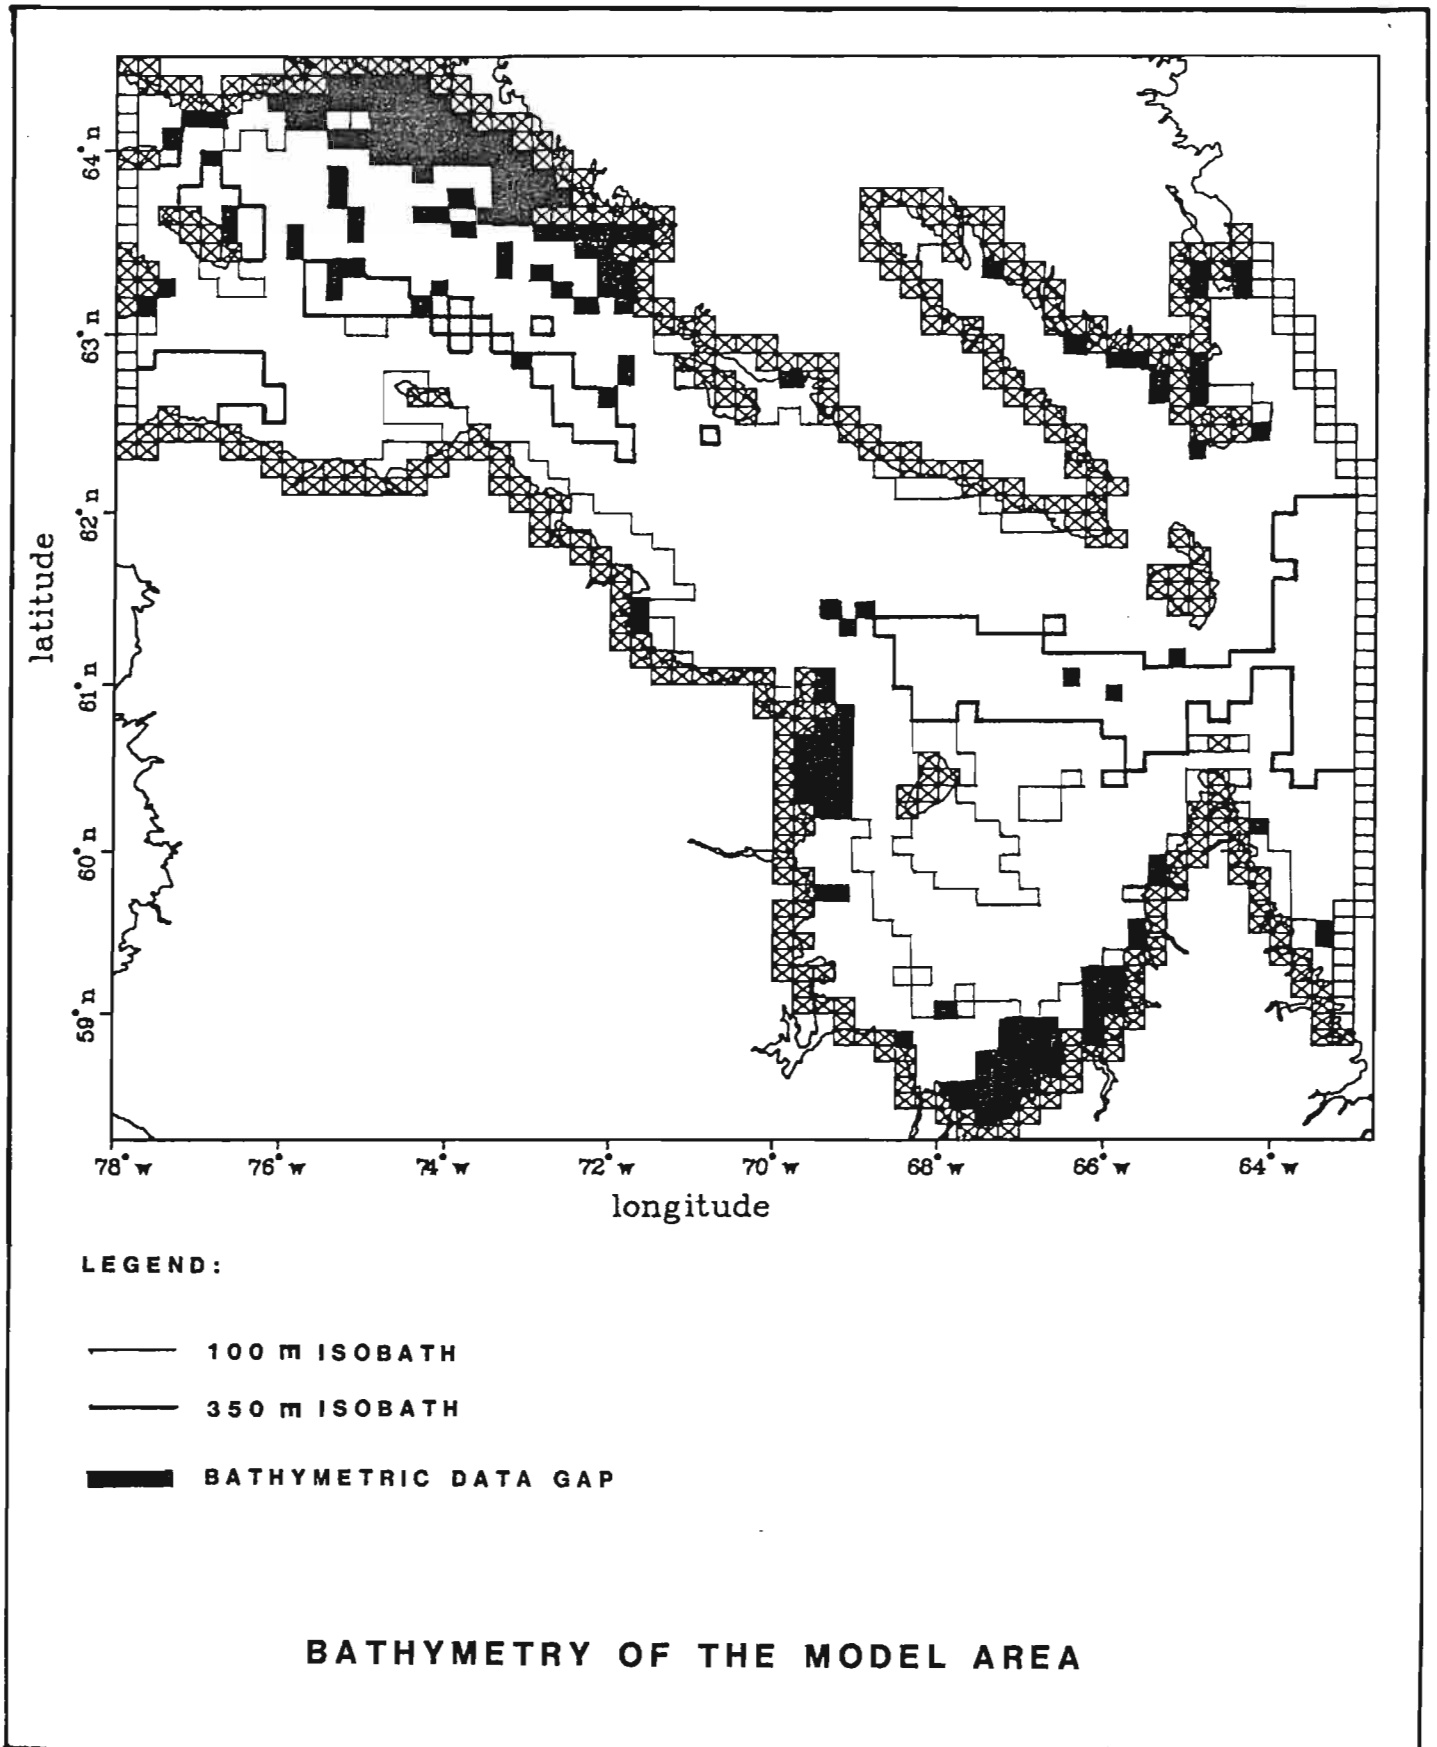 64° n
63° n
62° n
61° n
60° n
59° n
latitude
78° w 76° w 74° w 72° w 70° w 68° w 66° w 64° w
longitude
LEGEND:
100 m ISOBATH
350 m ISOBATH
BATHYMETRIC DATA GAP
BATHYMETRY OF THE MODEL AREA